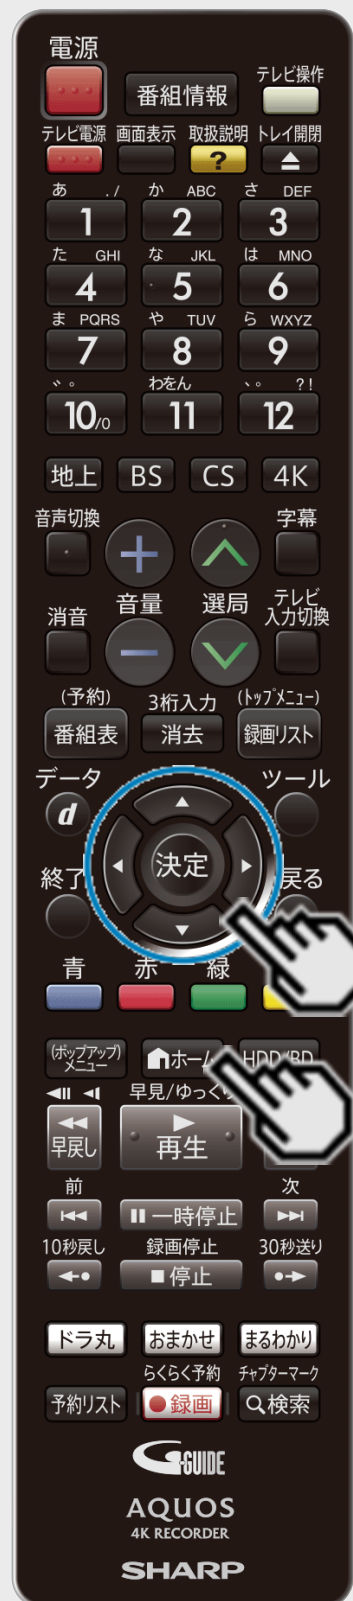 電源
番組情報
テレビ操作
テレビ電源 画面表示 取扱説明 トレイ開閉
?
あ ./ か ABC さ DEF
1 2 3
た GHI な JKL は MNO
4 5 6
ま PQRS や TUV ら WXYZ
7 8 9
゛゜ わをん 、。 ?!
10/0 11 12
地上 BS CS 4K
音声切換 字幕
+
消音 音量 選局 テレビ
入力切換
−
(予約) 3桁入力 (トップメニュー)
番組表 消去 録画リスト
データ ツール
d
決定
終了 戻る
青 赤 緑
(ポップアップ)
メニュー
ホーム HDD/BD
早見/ゆっくり
早戻し 再生
前 次
一時停止
10秒戻し 録画停止 30秒送り
停止
ドラ丸 おまかせ まるわかり
らくらく予約 チャプターマーク
予約リスト 録画 検索
G-GUIDE
AQUOS
4K RECORDER
SHARP